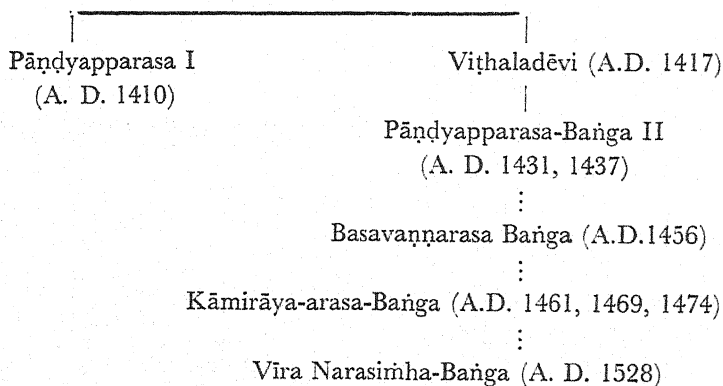 Pāṇḍyapparasa I Viṭhaladēvi (A.D. 1417)
(A. D. 1410)
Pāṇḍyapparasa-Baṅga II
(A. D. 1431, 1437)
Basavaṇṇarasa Baṅga (A.D.1456)
Kāmirāya-arasa-Baṅga (A.D. 1461, 1469, 1474)
Vīra Narasiṁha-Baṅga (A. D. 1528)